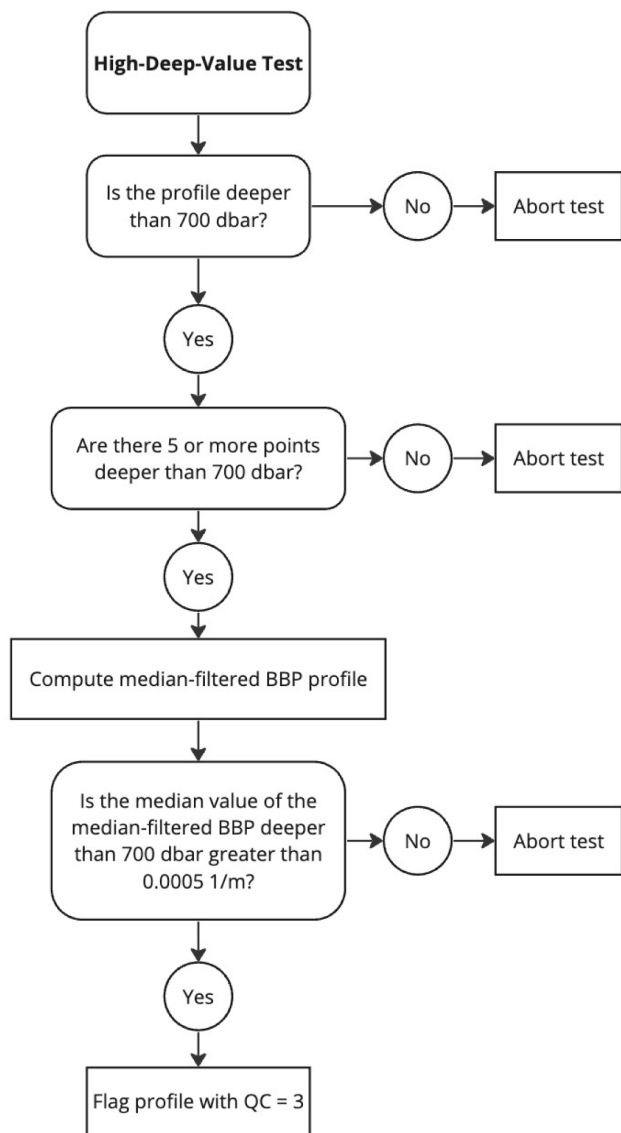 High-Deep-Value Test
Is the profile deeper
than 700 dbar?
No
Abort test
Yes
Are there 5 or more points
deeper than 700 dbar?
No
Abort test
Yes
Compute median-filtered BBP profile
Is the median value of the
median-filtered BBP deeper
than 700 dbar greater than
0.0005 1/m?
No
Abort test
Yes
Flag profile with QC = 3